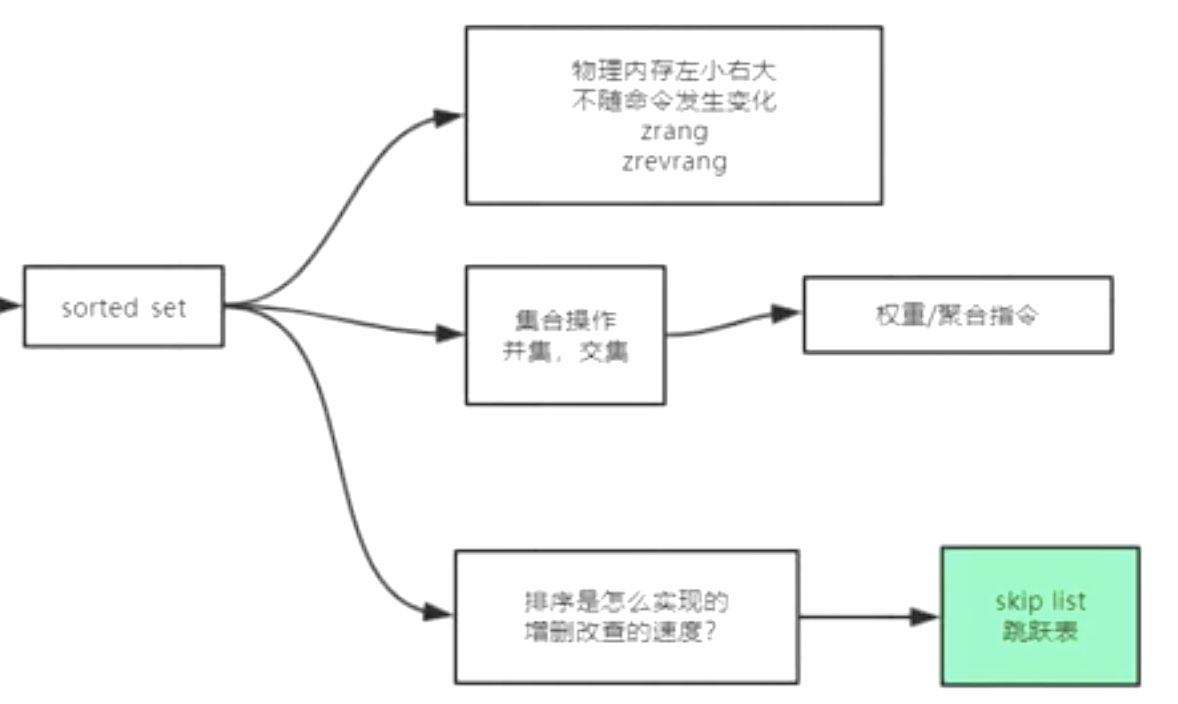 物理内存左小右大
不随命令发生变化
zrang
zrevrang
sorted set
集合操作
并集，交集
权重/聚合指令
排序是怎么实现的
增删改查的速度？
skip list
跳跃表